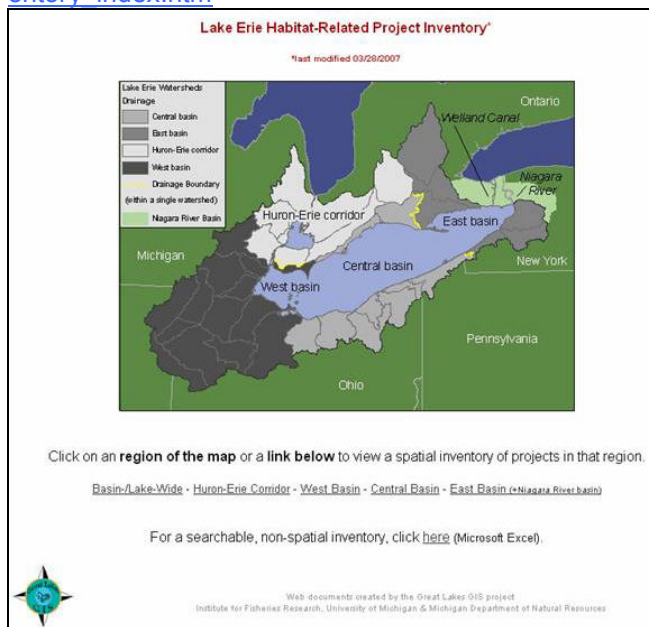 entory_index.htm
Lake Erie Habitat-Related Project Inventory*
*last modified 03/28/2007
Lake Erie Watersheds
Drainage
Central basin
East basin
Huron-Erie corridor
West basin
Drainage Boundary
(within a single watershed)
Niagara River Basin
Ontario
Welland Canal
Niagara
River
Huron-Erie corridor
East basin
Michigan
Central basin
New York
West basin
Pennsylvania
Ohio
Click on an region of the map or a link below to view a spatial inventory of projects in that region.
Basin-/Lake-Wide - Huron-Erie Corridor - West Basin - Central Basin - East Basin (+Niagara River basin)
For a searchable, non-spatial inventory, click here (Microsoft Excel).
Web documents created by the Great Lakes GIS project
Institute for Fisheries Research, University of Michigan & Michigan Department of Natural Resources
GIS